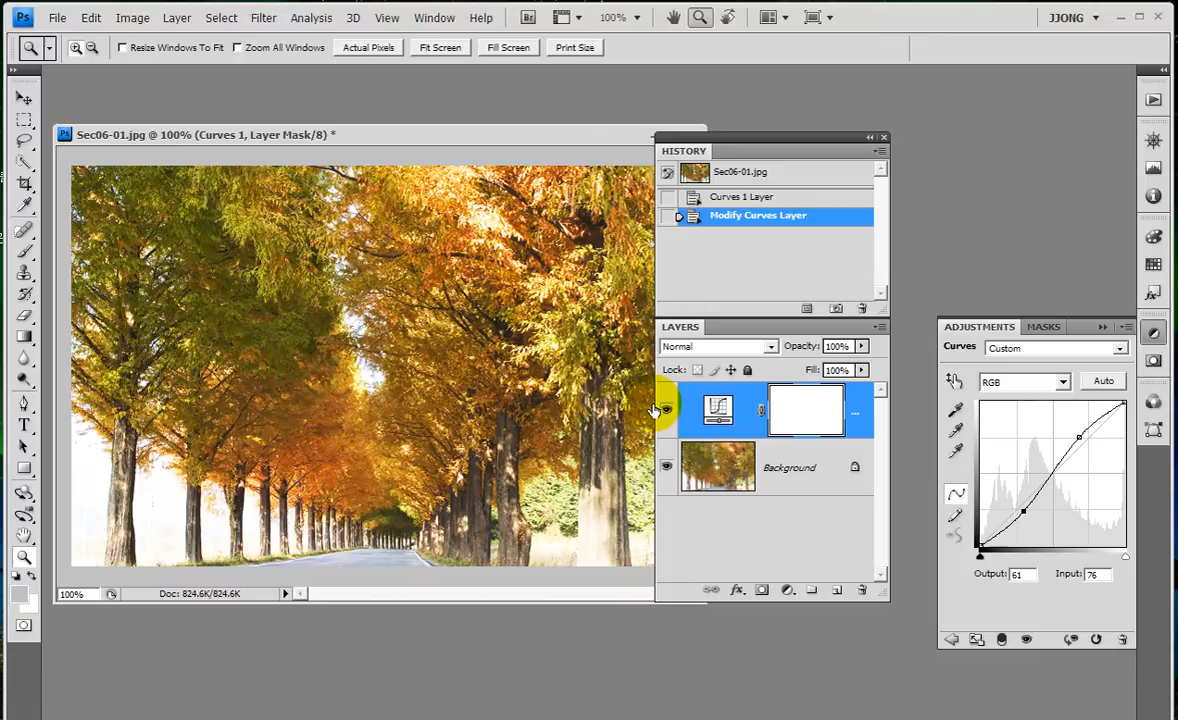 Ps File Edit Image Layer Select Filter Analysis 3D View Window Help Br 100% JJONG
Resize Windows To Fit Zoom All Windows Actual Pixels Fit Screen Fill Screen Print Size
Ps Sec06-01.jpg @ 100% (Curves 1, Layer Mask/8) *
HISTORY
Sec06-01.jpg
Curves 1 Layer
Modify Curves Layer
LAYERS
Normal Opacity: 100%
Lock: Fill: 100%
...
Background
fx
ADJUSTMENTS MASKS
Curves Custom
RGB Auto
Output: 61 Input: 76
T
100% Doc: 824.6K/824.6K